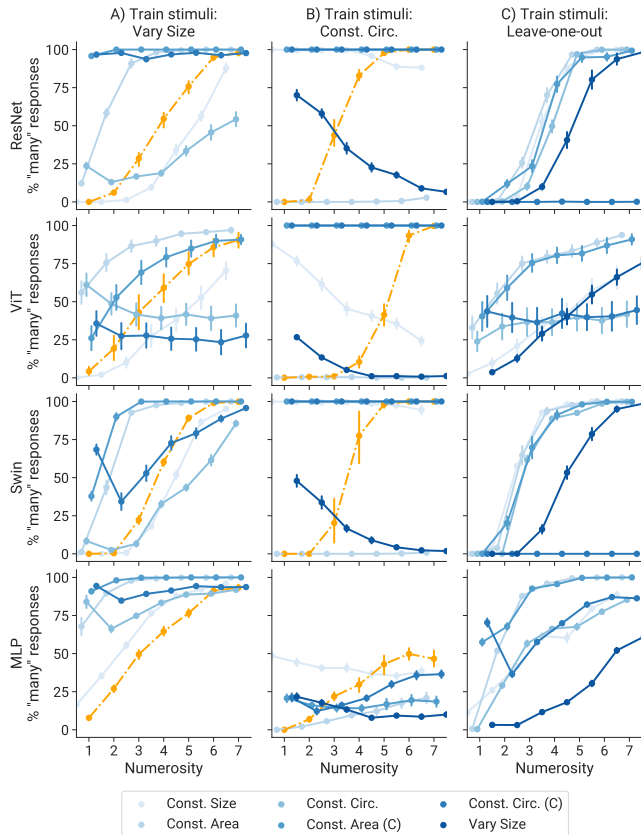 A) Train stimuli:
Vary Size
B) Train stimuli:
Const. Circ.
C) Train stimuli:
Leave-one-out
ResNet
% "many" responses
100
75
50
25
0
ViT
% "many" responses
100
75
50
25
0
Swin
% "many" responses
100
75
50
25
0
MLP
% "many" responses
100
75
50
25
0
1 2 3 4 5 6 7
1 2 3 4 5 6 7
1 2 3 4 5 6 7
Numerosity
Numerosity
Numerosity
Const. Size
Const. Area
Const. Circ.
Const. Area (C)
Const. Circ. (C)
Vary Size